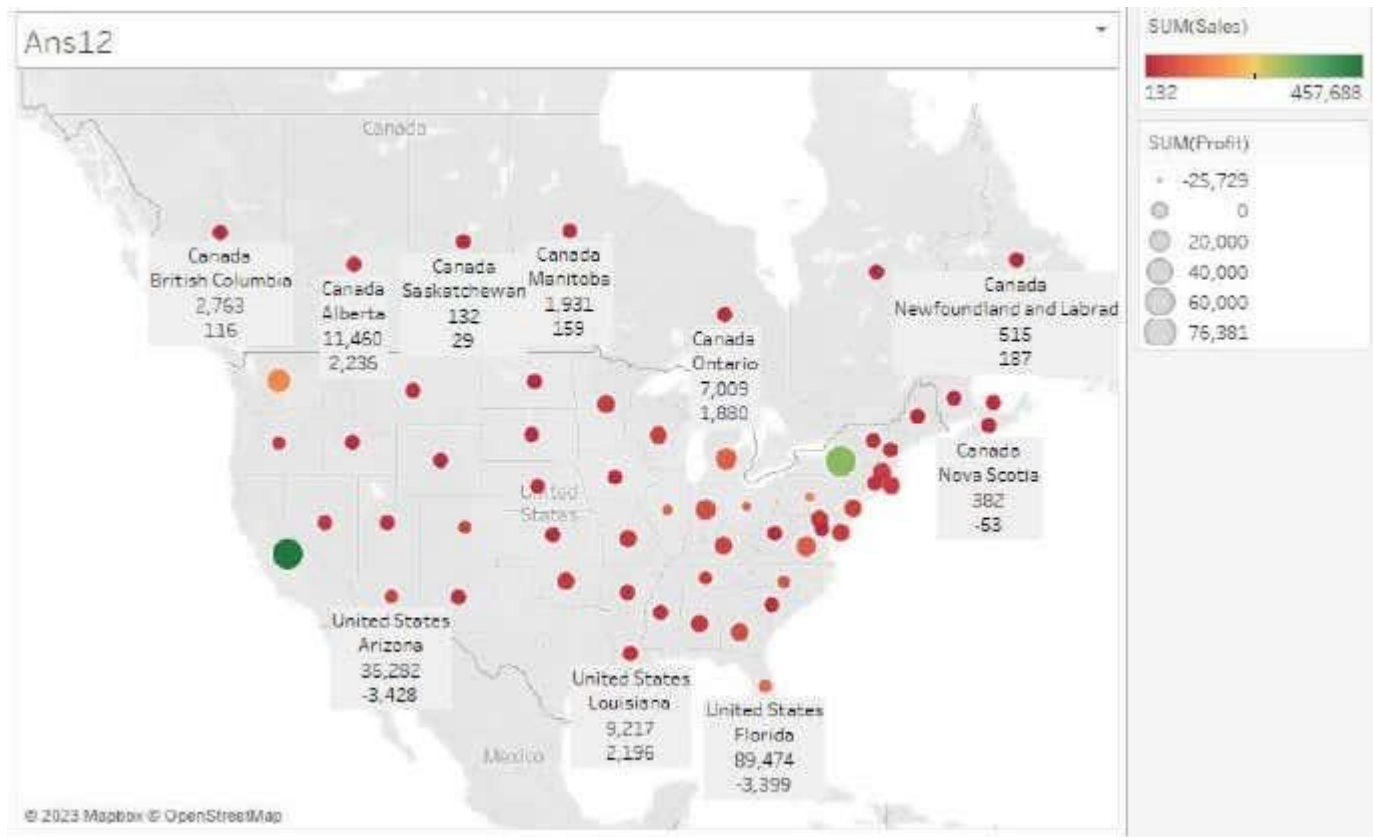 Ans12
SUM(Sales)
132
457,688
SUM(Profit)
-25,729
0
20,000
40,000
60,000
76,381
Canada
Canada
British Columbia
2,763
116
Canada
Alberta
11,460
2,236
Canada
Saskatchewan
132
29
Canada
Manitoba
1,931
159
Canada
Ontario
7,009
1,880
Canada
Newfoundland and Labrad
515
187
Canada
Nova Scotia
382
-53
United
States
United States
Arizona
35,282
-3,428
United States
Louisiana
9,217
2,196
United States
Florida
89,474
-3,399
Mexico
© 2023 Mapbox © OpenStreetMap